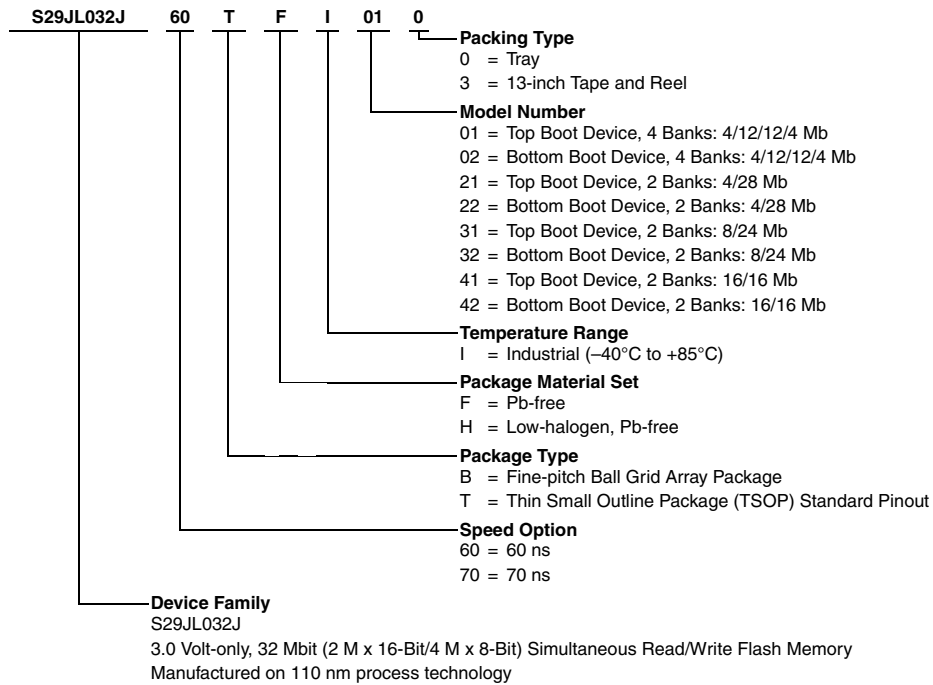 S29JL032J 60 T F I 01 0
Packing Type
0 = Tray
3 = 13-inch Tape and Reel
Model Number
01 = Top Boot Device, 4 Banks: 4/12/12/4 Mb
02 = Bottom Boot Device, 4 Banks: 4/12/12/4 Mb
21 = Top Boot Device, 2 Banks: 4/28 Mb
22 = Bottom Boot Device, 2 Banks: 4/28 Mb
31 = Top Boot Device, 2 Banks: 8/24 Mb
32 = Bottom Boot Device, 2 Banks: 8/24 Mb
41 = Top Boot Device, 2 Banks: 16/16 Mb
42 = Bottom Boot Device, 2 Banks: 16/16 Mb
Temperature Range
I = Industrial (–40°C to +85°C)
Package Material Set
F = Pb-free
H = Low-halogen, Pb-free
Package Type
B = Fine-pitch Ball Grid Array Package
T = Thin Small Outline Package (TSOP) Standard Pinout
Speed Option
60 = 60 ns
70 = 70 ns
Device Family
S29JL032J
3.0 Volt-only, 32 Mbit (2 M x 16-Bit/4 M x 8-Bit) Simultaneous Read/Write Flash Memory
Manufactured on 110 nm process technology